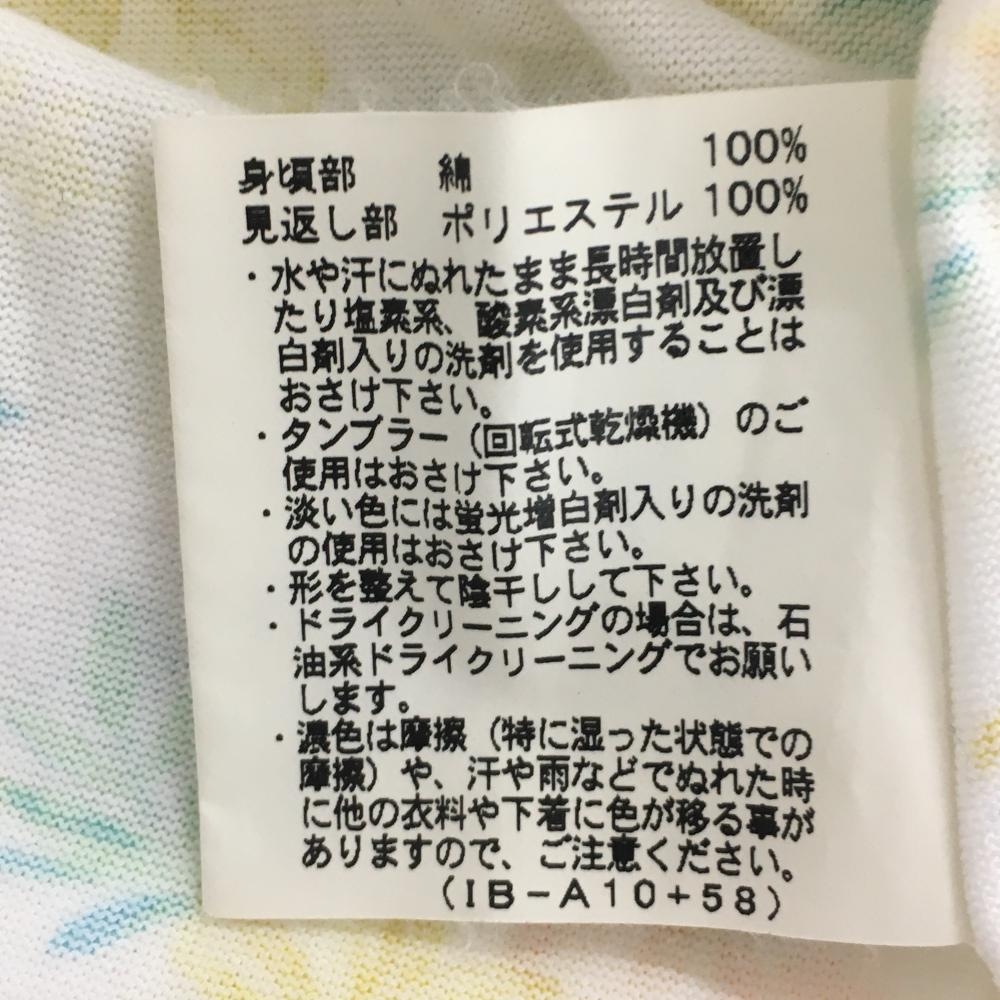 身頃部　　綿　　　　　　　100%
見返し部　ポリエステル 100%
・水や汗にぬれたまま長時間放置し
たり塩素系、酸素系漂白剤及び漂
白剤入りの洗剤を使用することは
おさけ下さい。
・タンブラー（回転式乾燥機）のご
使用はおさけ下さい。
・淡い色には蛍光増白剤入りの洗剤
の使用はおさけ下さい。
・形を整えて陰干しして下さい。
・ドライクリーニングの場合は、石
油系ドライクリーニングでお願い
します。
・濃色は摩擦（特に湿った状態での
摩擦）や、汗や雨などでぬれた時
に他の衣料や下着に色が移る事が
ありますので、ご注意ください。
（IB－A10＋58）